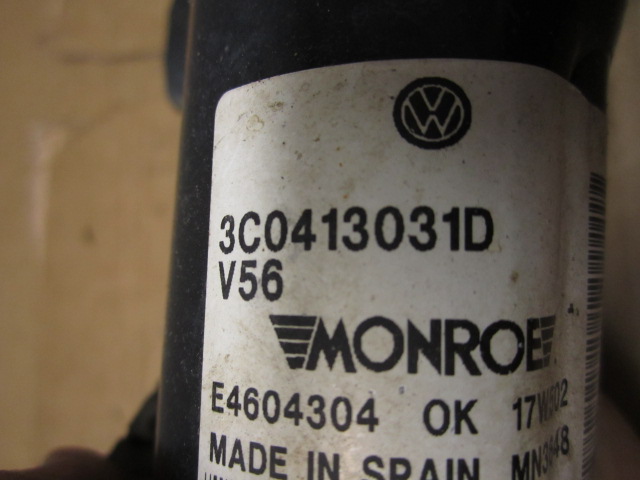 3C0413031D
V56
MONROE
E4604304 OK
MADE IN SPAIN